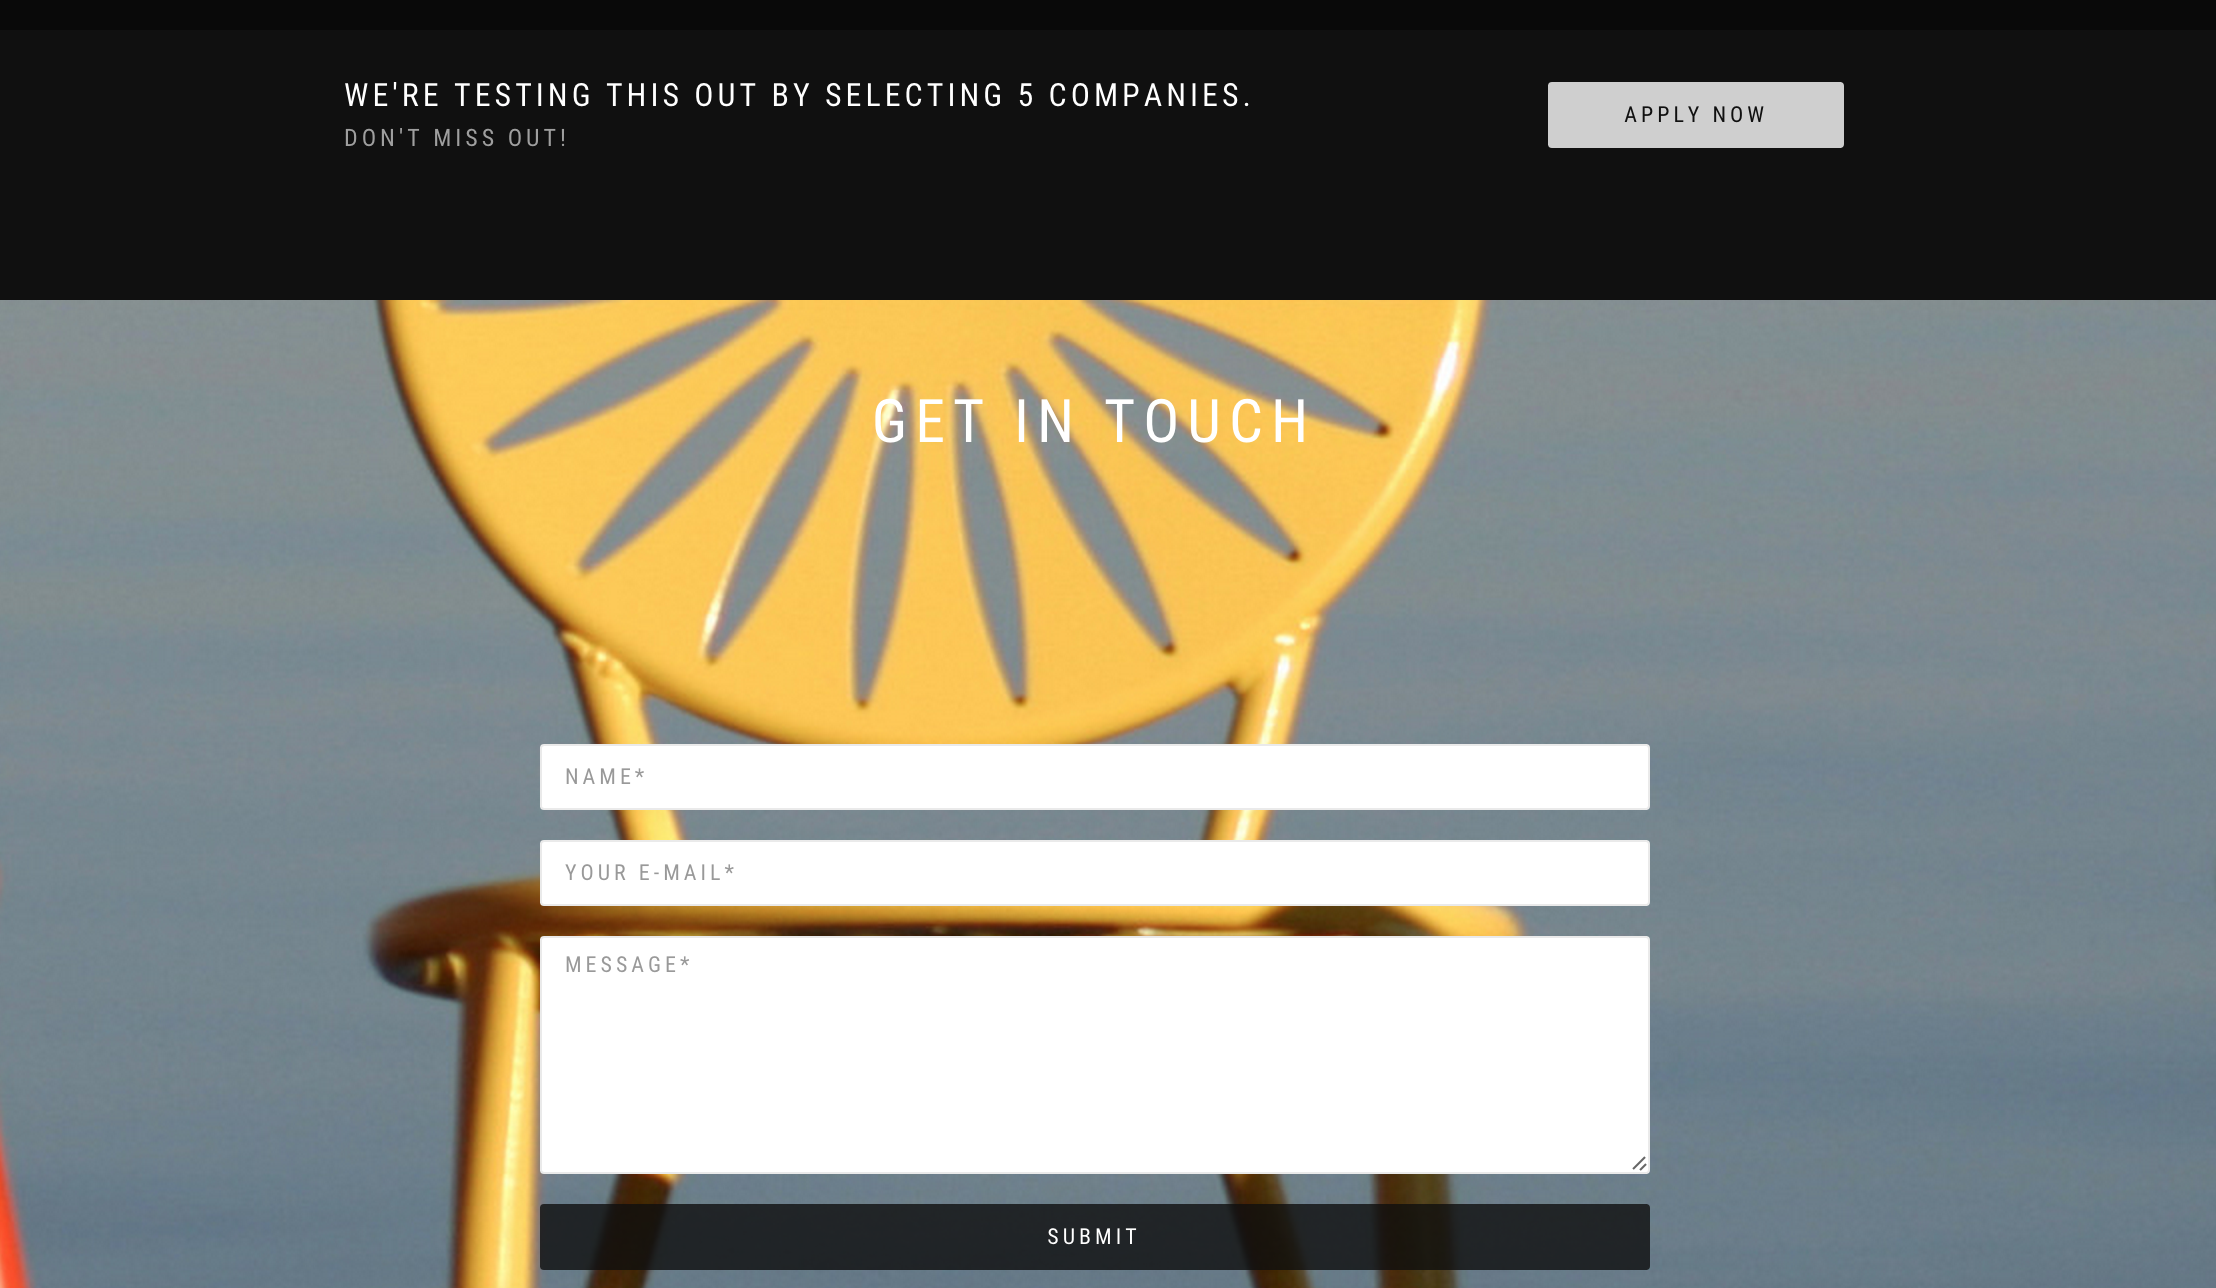 WE'RE TESTING THIS OUT BY SELECTING 5 COMPANIES.
DON'T MISS OUT!
APPLY NOW
GET IN TOUCH
NAME*
YOUR E-MAIL*
MESSAGE*
SUBMIT